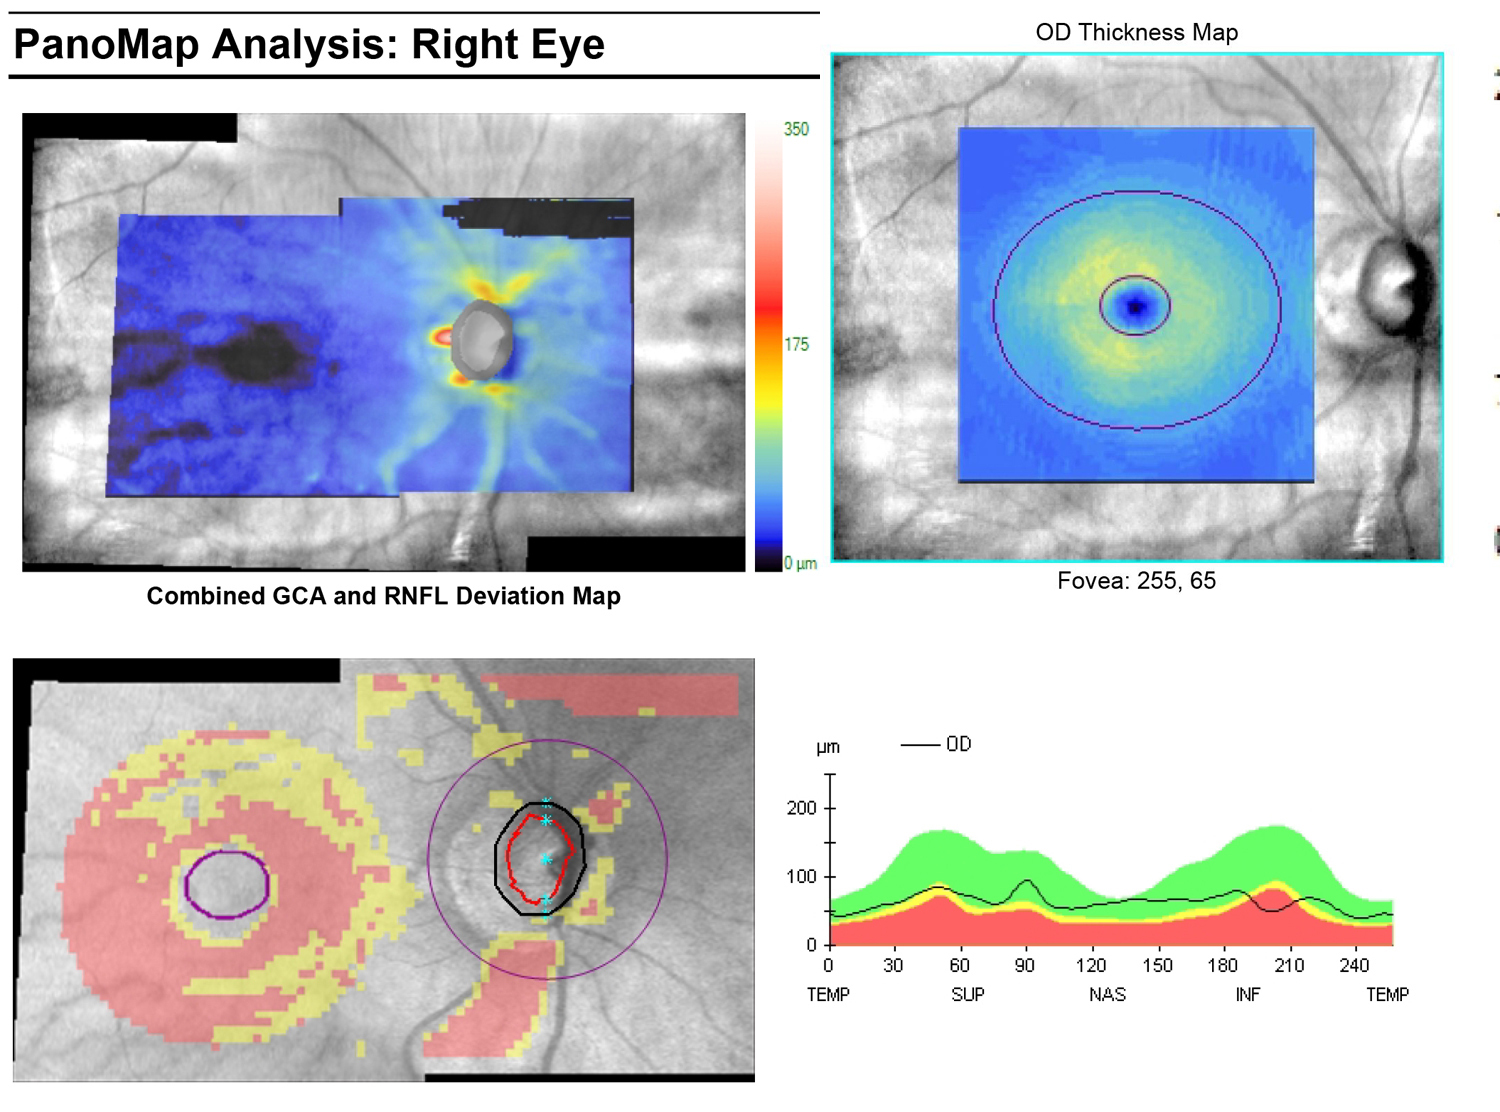 PanoMap Analysis: Right Eye
OD Thickness Map
350
175
0 µm
Fovea: 255, 65
Combined GCA and RNFL Deviation Map
µm
OD
200
100
0
0 30 60 90 120 150 180 210 240
TEMP SUP NAS INF TEMP